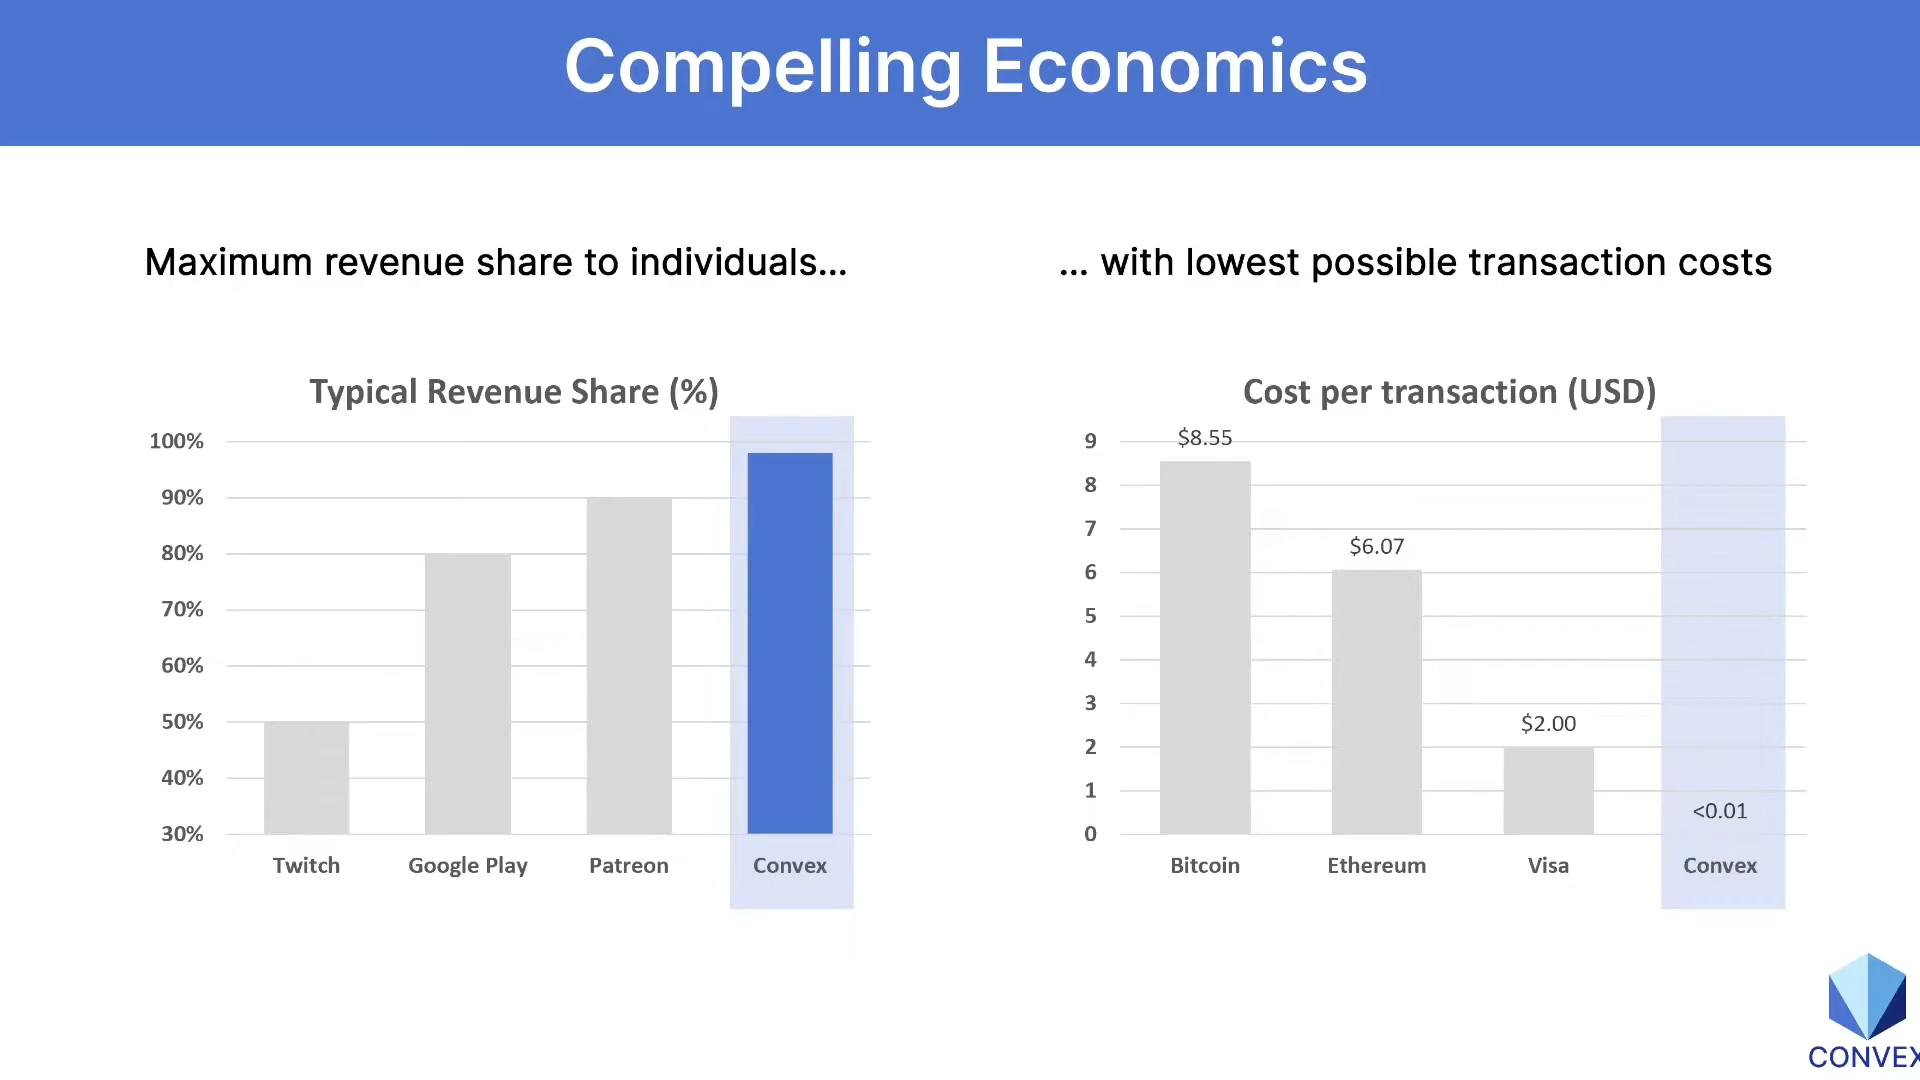 Compelling Economics
Maximum revenue share to individuals...
... with lowest possible transaction costs
Typical Revenue Share (%)
100%
90%
80%
70%
60%
50%
40%
30%
Twitch Google Play Patreon Convex
Cost per transaction (USD)
9
8
7
6
5
4
3
2
1
0
$8.55
$6.07
$2.00
<0.01
Bitcoin Ethereum Visa Convex
CONVEX